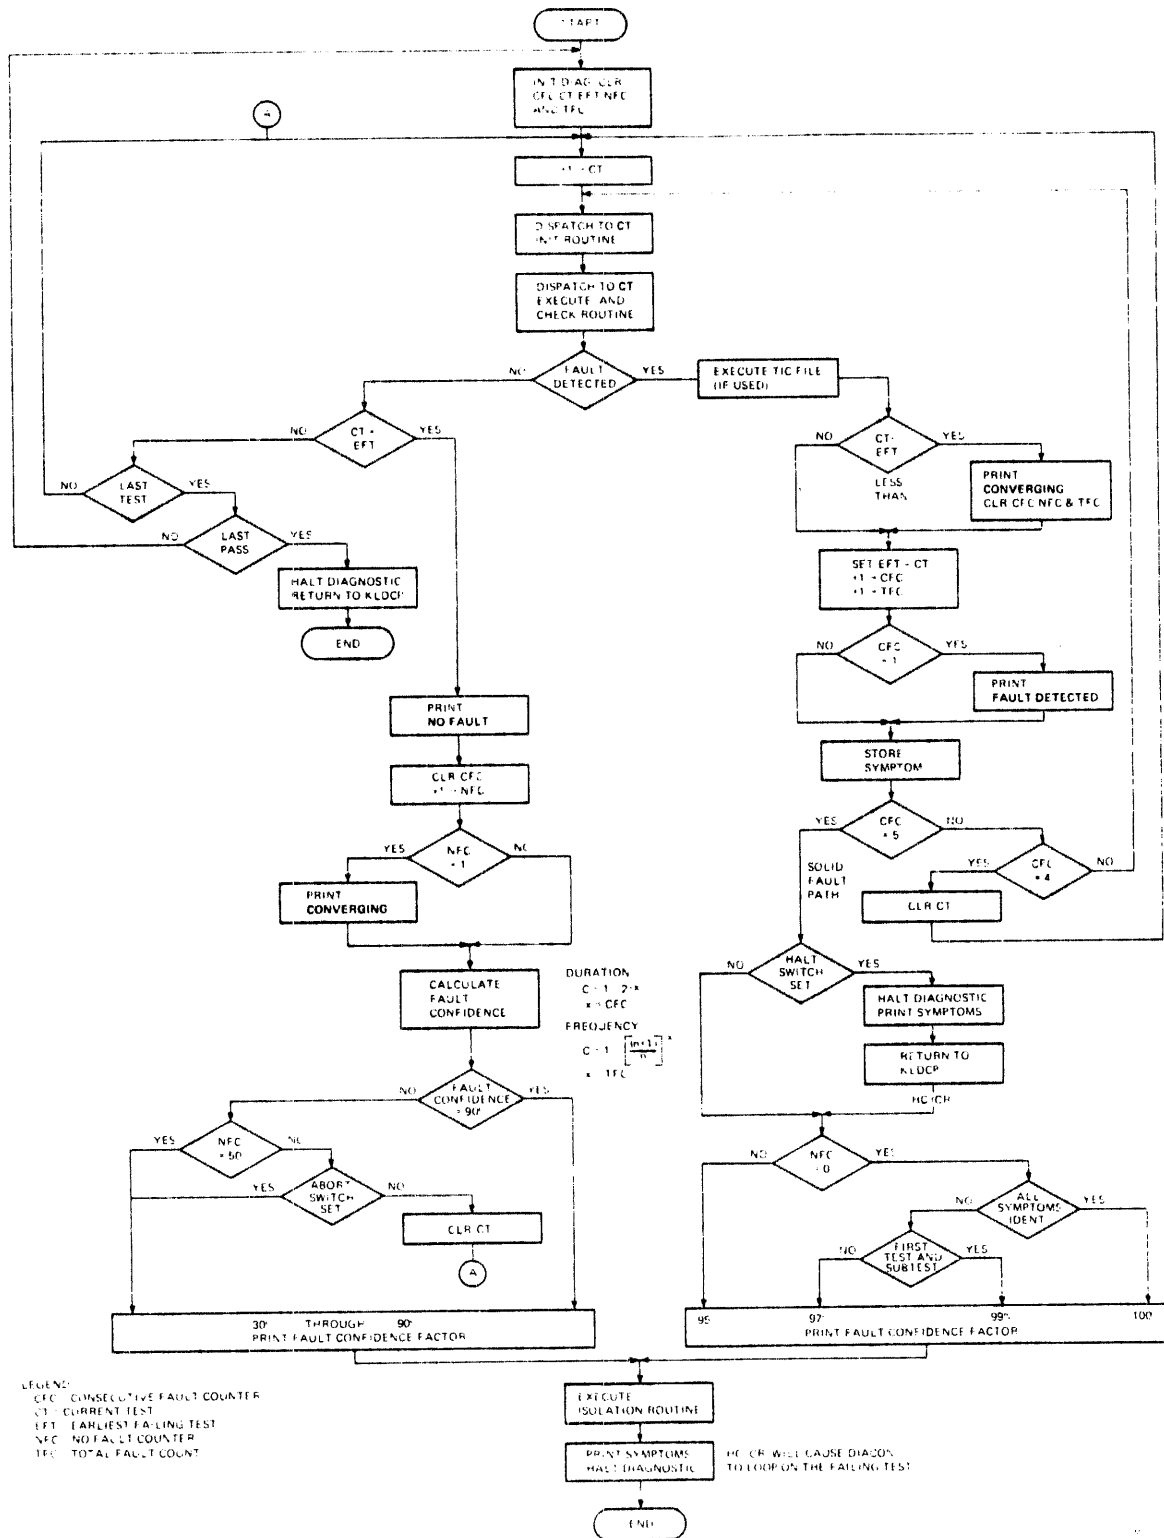 START
INIT DIAG CLR
CFC CT EFT NFC
AND TFC
A
+1 → CT
DISPATCH TO CT
INIT ROUTINE
DISPATCH TO CT
EXECUTE AND
CHECK ROUTINE
FAULT
DETECTED
NO
YES
EXECUTE TIC FILE
(IF USED)
CT =
EFT
NO
YES
CT-
EFT
NO
YES
LESS
THAN
PRINT
CONVERGING
CLR CFC NFC & TFC
LAST
TEST
NO
YES
LAST
PASS
NO
YES
HALT DIAGNOSTIC
RETURN TO KLDCP
END
SET EFT = CT
+1 → CFC
+1 → TFC
CFC
= 1
NO
YES
PRINT
FAULT DETECTED
PRINT
NO FAULT
STORE
SYMPTOM
CLR CFC
+1 → NFC
CFC
= 5
YES
NO
NFC
= 1
YES
NO
SOLID
FAULT
PATH
CFC
= 4
YES
NO
PRINT
CONVERGING
CLR CT
HALT
SWITCH
SET
NO
YES
CALCULATE
FAULT
CONFIDENCE
DURATION
x = CFC
FREQUENCY
x = TFC
HALT DIAGNOSTIC
PRINT SYMPTOMS
RETURN TO
KLDCP
FAULT
CONFIDENCE
= 90
NO
YES
NFC
= 50
YES
NO
NFC
= 0
NO
YES
ABORT
SWITCH
SET
YES
NO
ALL
SYMPTOMS
IDENT
NO
YES
CLR CT
A
FIRST
TEST AND
SUBTEST
NO
YES
30 THROUGH 90
PRINT FAULT CONFIDENCE FACTOR
95 97 99 100
PRINT FAULT CONFIDENCE FACTOR
LEGEND
CFC CONSECUTIVE FAULT COUNTER
CT CURRENT TEST
EFT EARLIEST FAILING TEST
NFC NO FAULT COUNTER
TFC TOTAL FAULT COUNT
EXECUTE
ISOLATION ROUTINE
PRINT SYMPTOMS
HALT DIAGNOSTIC
WILL CAUSE DIACON
TO LOOP ON THE FAILING TEST
END